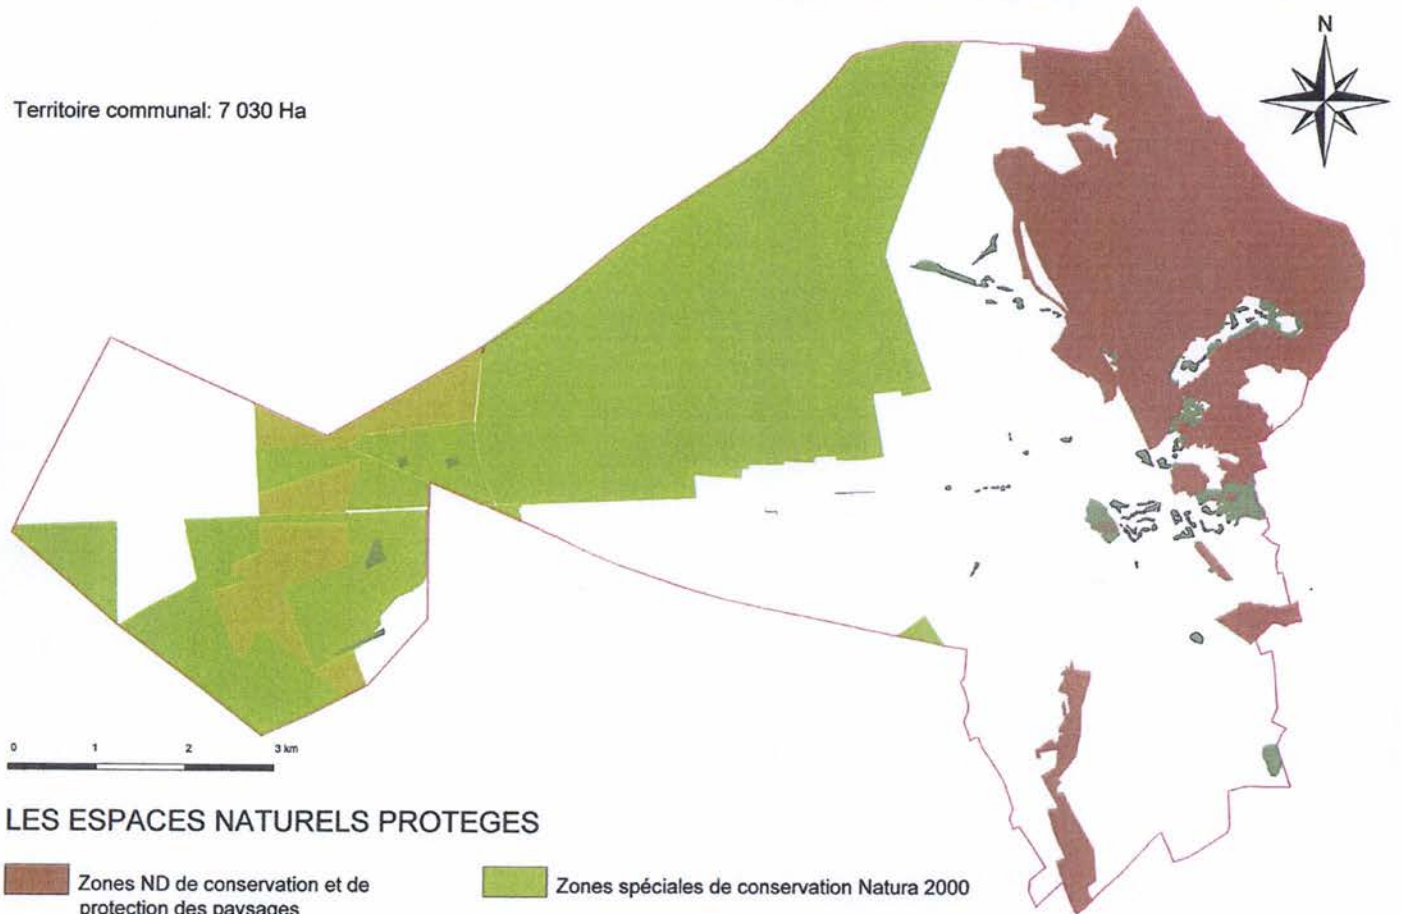 N
Territoire communal: 7 030 Ha
0 1 2 3 km
LES ESPACES NATURELS PROTEGES
Zones ND de conservation et de
protection des paysages
Zones spéciales de conservation Natura 2000